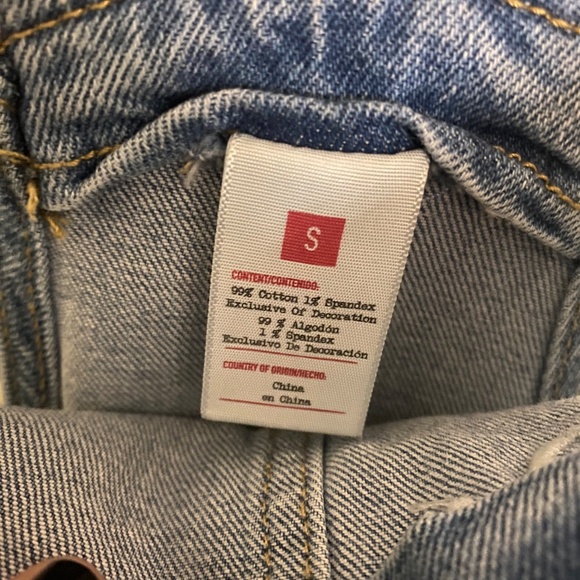 S
CONTENT/CONTENIDO:
99% Cotton 1% Spandex
Exclusive Of Decoration
99 % Algodón
1 % Spandex
Exclusivo De Decoración
COUNTRY OF ORIGIN/HECHO:
China
en China